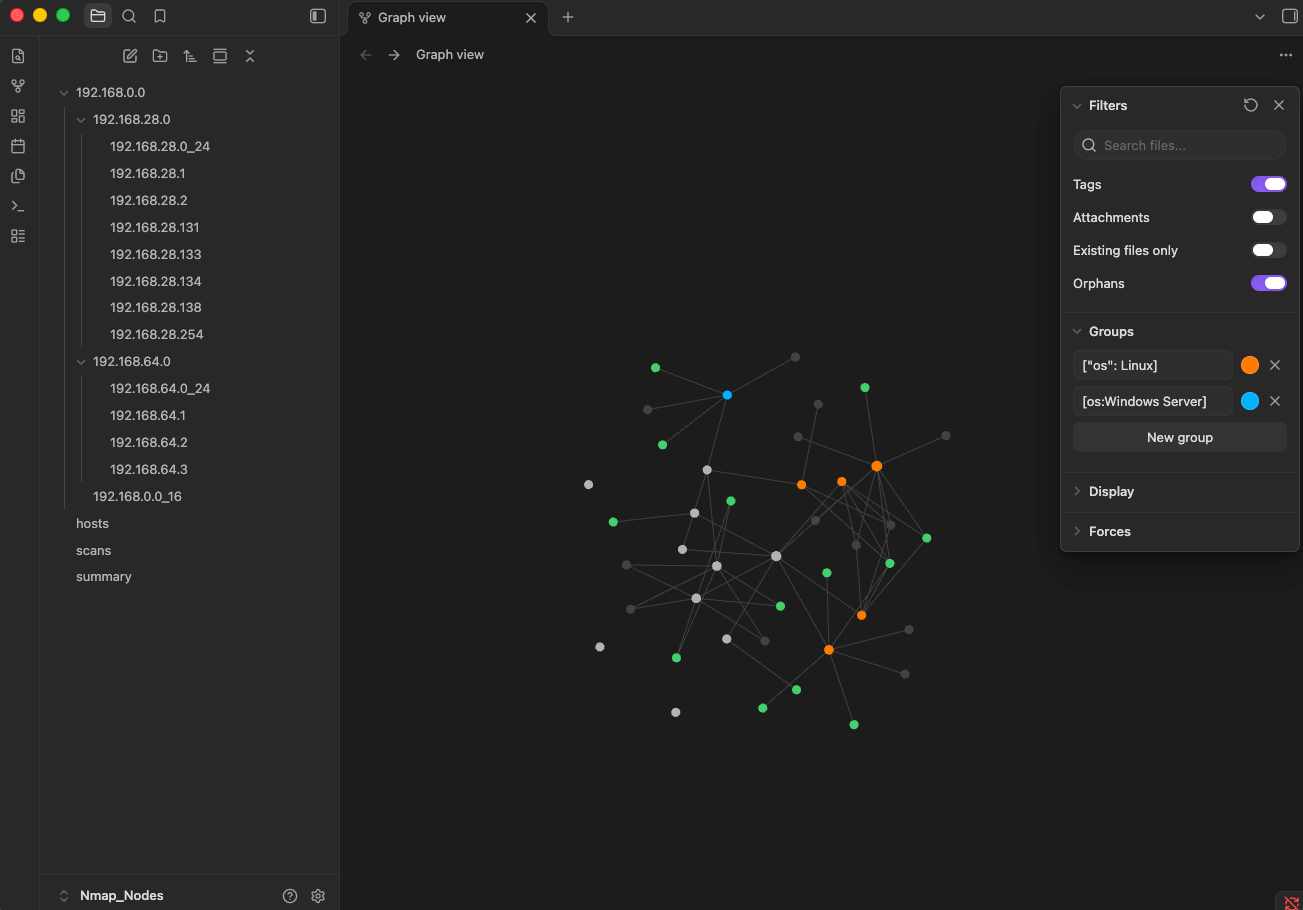 Graph view
Graph view
192.168.0.0
192.168.28.0
192.168.28.0_24
192.168.28.1
192.168.28.2
192.168.28.131
192.168.28.133
192.168.28.134
192.168.28.138
192.168.28.254
192.168.64.0
192.168.64.0_24
192.168.64.1
192.168.64.2
192.168.64.3
192.168.0.0_16
hosts
scans
summary
Nmap_Nodes
Filters
Search files...
Tags
Attachments
Existing files only
Orphans
Groups
["os": Linux]
[os:Windows Server]
New group
Display
Forces